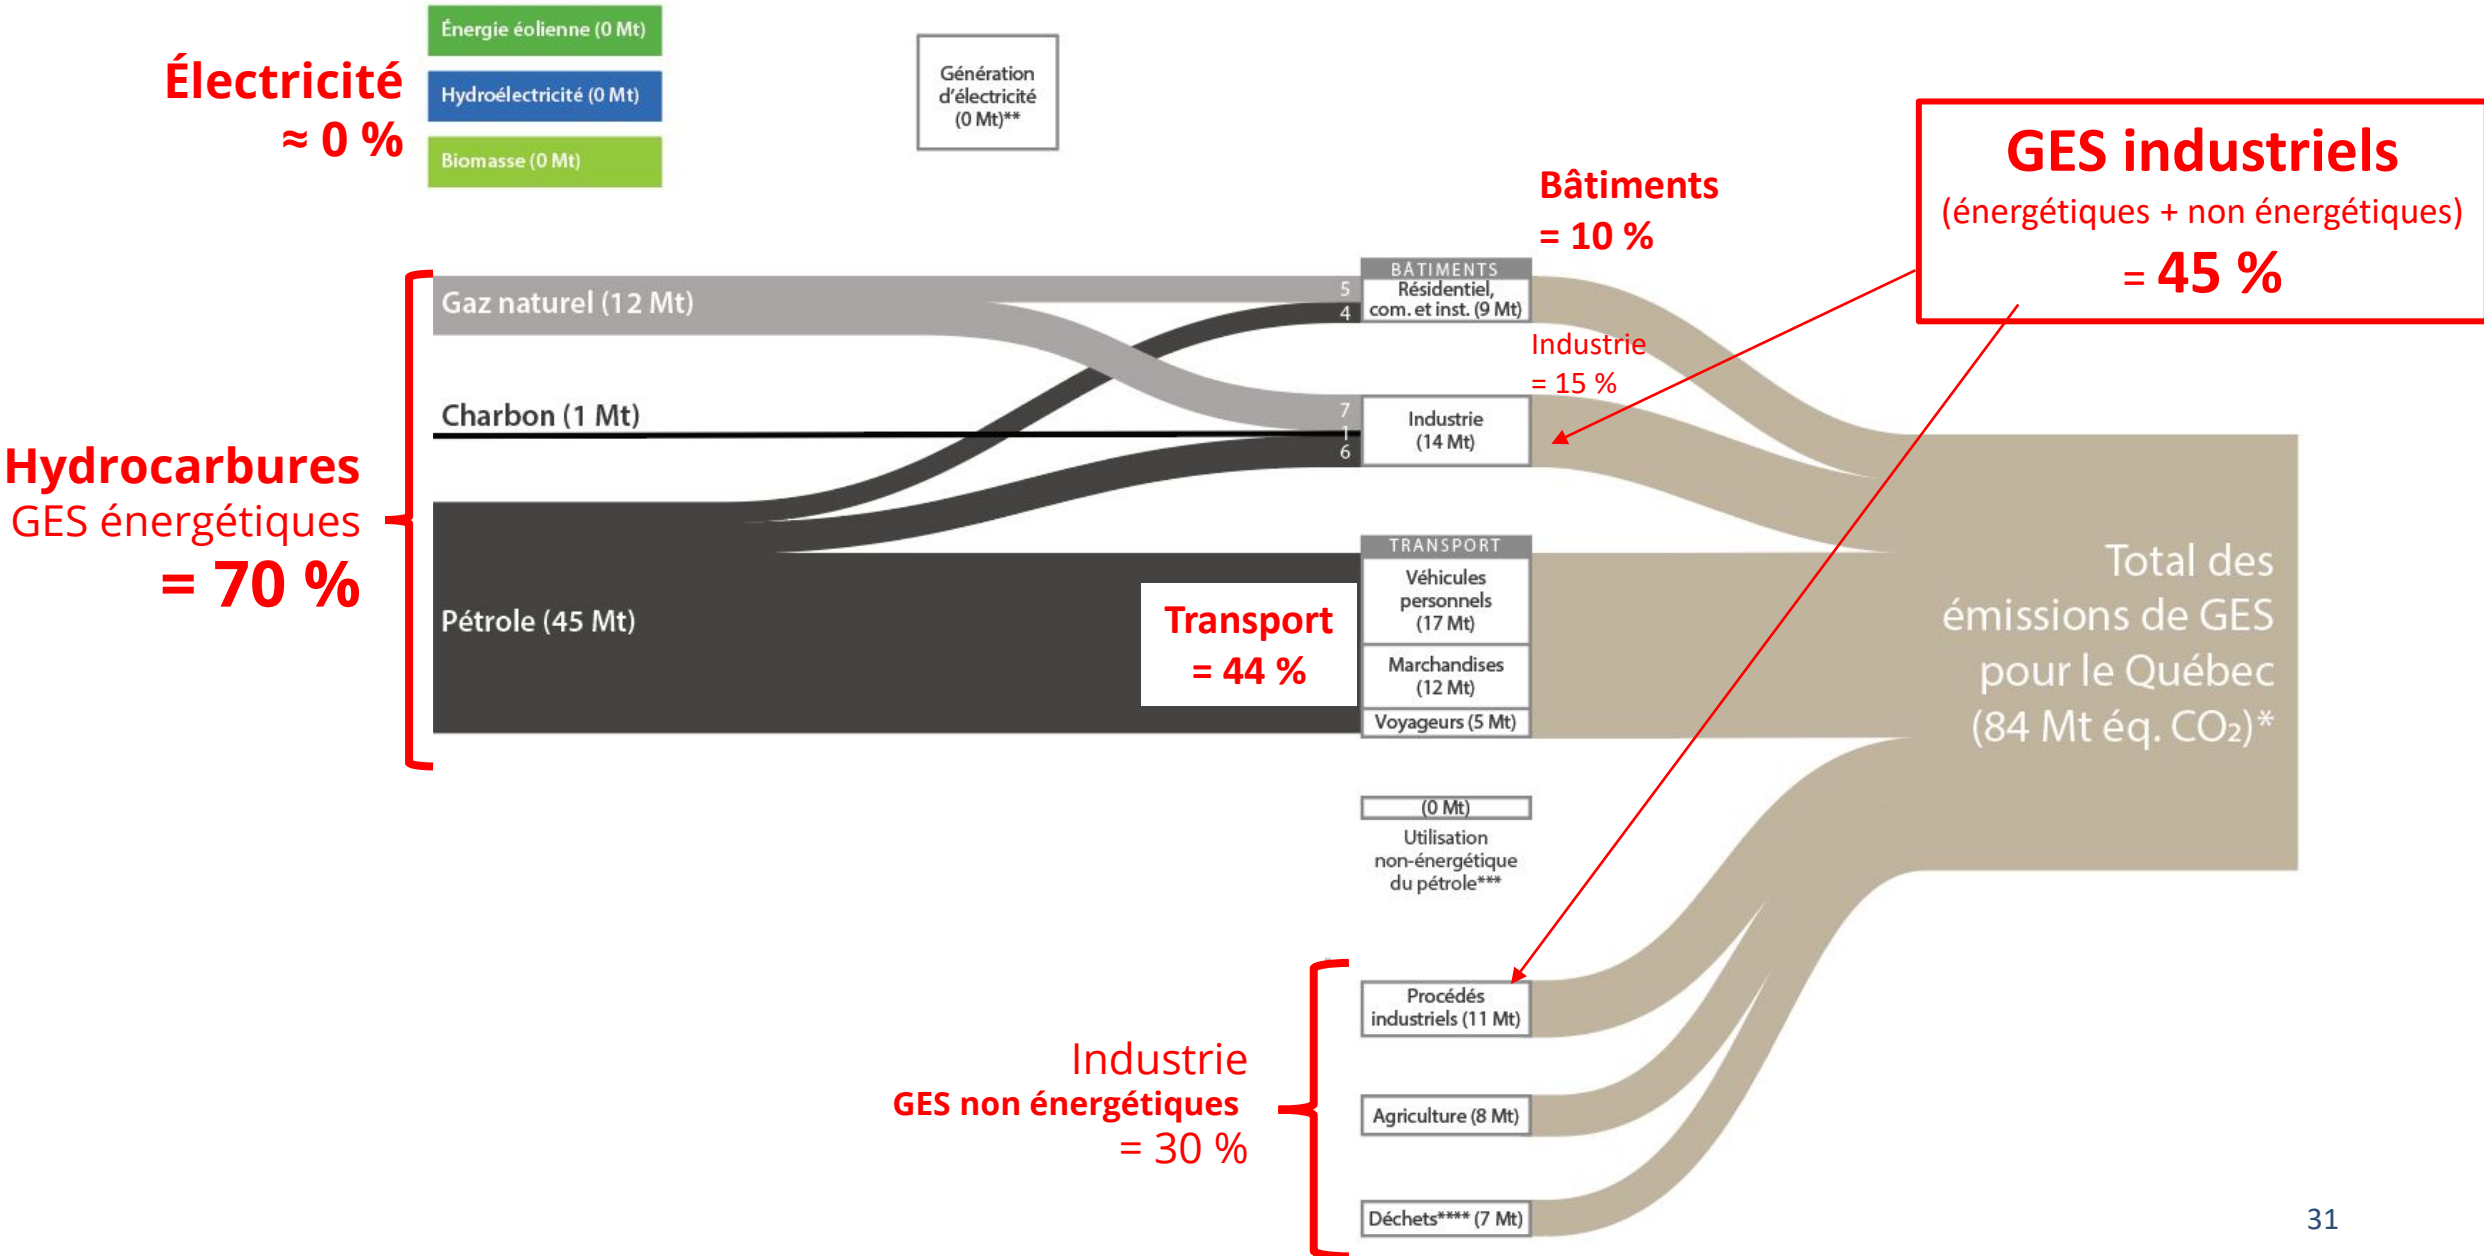 Énergie éolienne (0 Mt)
Hydroélectricité (0 Mt)
Biomasse (0 Mt)
Électricité
≈ 0 %
Génération
d'électricité
(0 Mt)**
GES industriels
(énergétiques + non énergétiques)
= 45 %
Bâtiments
= 10 %
Gaz naturel (12 Mt)
Charbon (1 Mt)
Pétrole (45 Mt)
Hydrocarbures
GES énergétiques
= 70 %
5
4
BÂTIMENTS
Résidentiel,
com. et inst. (9 Mt)
Industrie
= 15 %
7
1
6
Industrie
(14 Mt)
TRANSPORT
Véhicules
personnels
(17 Mt)
Marchandises
(12 Mt)
Voyageurs (5 Mt)
Transport
= 44 %
Total des
émissions de GES
pour le Québec
(84 Mt éq. CO₂)*
(0 Mt)
Utilisation
non-énergétique
du pétrole***
Industrie
GES non énergétiques
= 30 %
Procédés
industriels (11 Mt)
Agriculture (8 Mt)
Déchets**** (7 Mt)
31